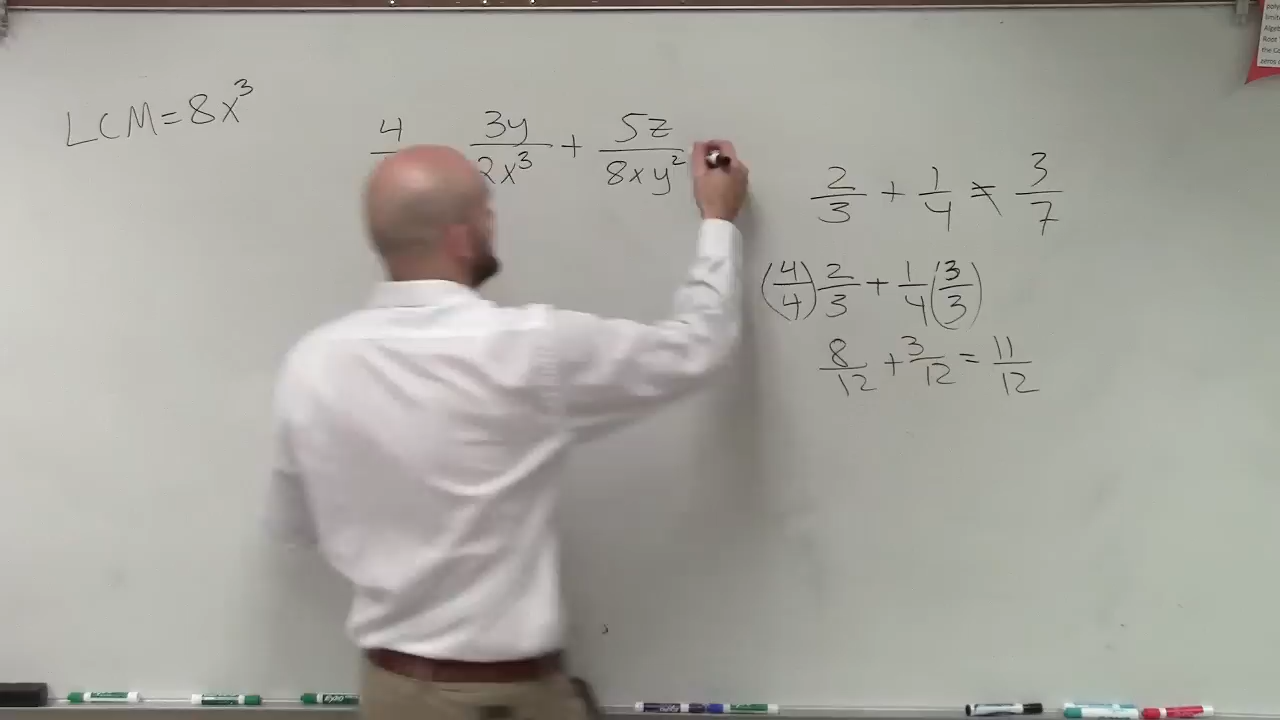 LCM = 8x³
4 3y/2x³ + 5z/8xy²
2/3 + 1/4 ≠ 3/7
(4/4) 2/3 + 1/4 (3/3)
8/12 + 3/12 = 11/12
EXPO